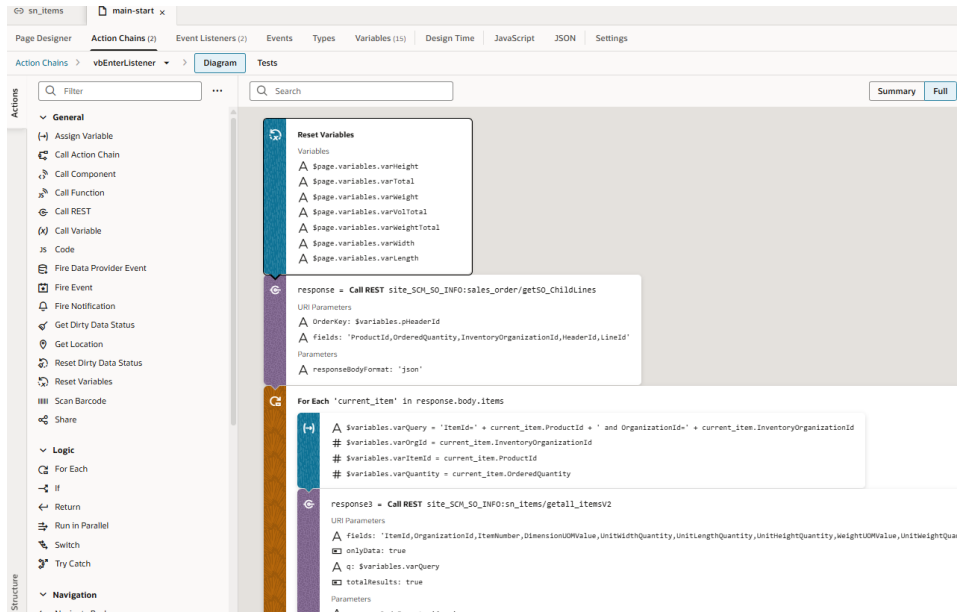 sn_items
main-start x
Page Designer Action Chains (2) Event Listeners (2) Events Types Variables (15) Design Time JavaScript JSON Settings
Action Chains > vbEnterListener > Diagram Tests
Actions
Filter
...
Search
Summary Full
General
Assign Variable
Call Action Chain
Call Component
Call Function
Call REST
(x) Call Variable
JS Code
Fire Data Provider Event
Fire Event
Fire Notification
Get Dirty Data Status
Get Location
Reset Dirty Data Status
Reset Variables
Scan Barcode
Share
Logic
For Each
If
Return
Run in Parallel
Switch
Try Catch
Navigation
Structure
Reset Variables
Variables
A $page.variables.varHeight
A $page.variables.varTotal
A $page.variables.varWeight
A $page.variables.varVolTotal
A $page.variables.varWeightTotal
A $page.variables.varWidth
A $page.variables.varLength
response = Call REST site_SCM_SO_INFO:sales_order/getSO_ChildLines
URI Parameters
A OrderKey: $variables.pHeaderId
A fields: 'ProductId,OrderedQuantity,InventoryOrganizationId,HeaderId,LineId'
Parameters
A responseBodyFormat: 'json'
For Each 'current_item' in response.body.items
A $variables.varQuery = 'ItemId=' + current_item.ProductId + ' and OrganizationId=' + current_item.InventoryOrganizationId
# $variables.varOrgId = current_item.InventoryOrganizationId
# $variables.varItemId = current_item.ProductId
# $variables.varQuantity = current_item.OrderedQuantity
response3 = Call REST site_SCM_SO_INFO:sn_items/getall_itemsV2
URI Parameters
A fields: 'ItemId,OrganizationId,ItemNumber,DimensionUOMValue,UnitWidthQuantity,UnitLengthQuantity,UnitHeightQuantity,WeightUOMValue,UnitWeightQua
onlyData: true
A q: $variables.varQuery
totalResults: true
Parameters